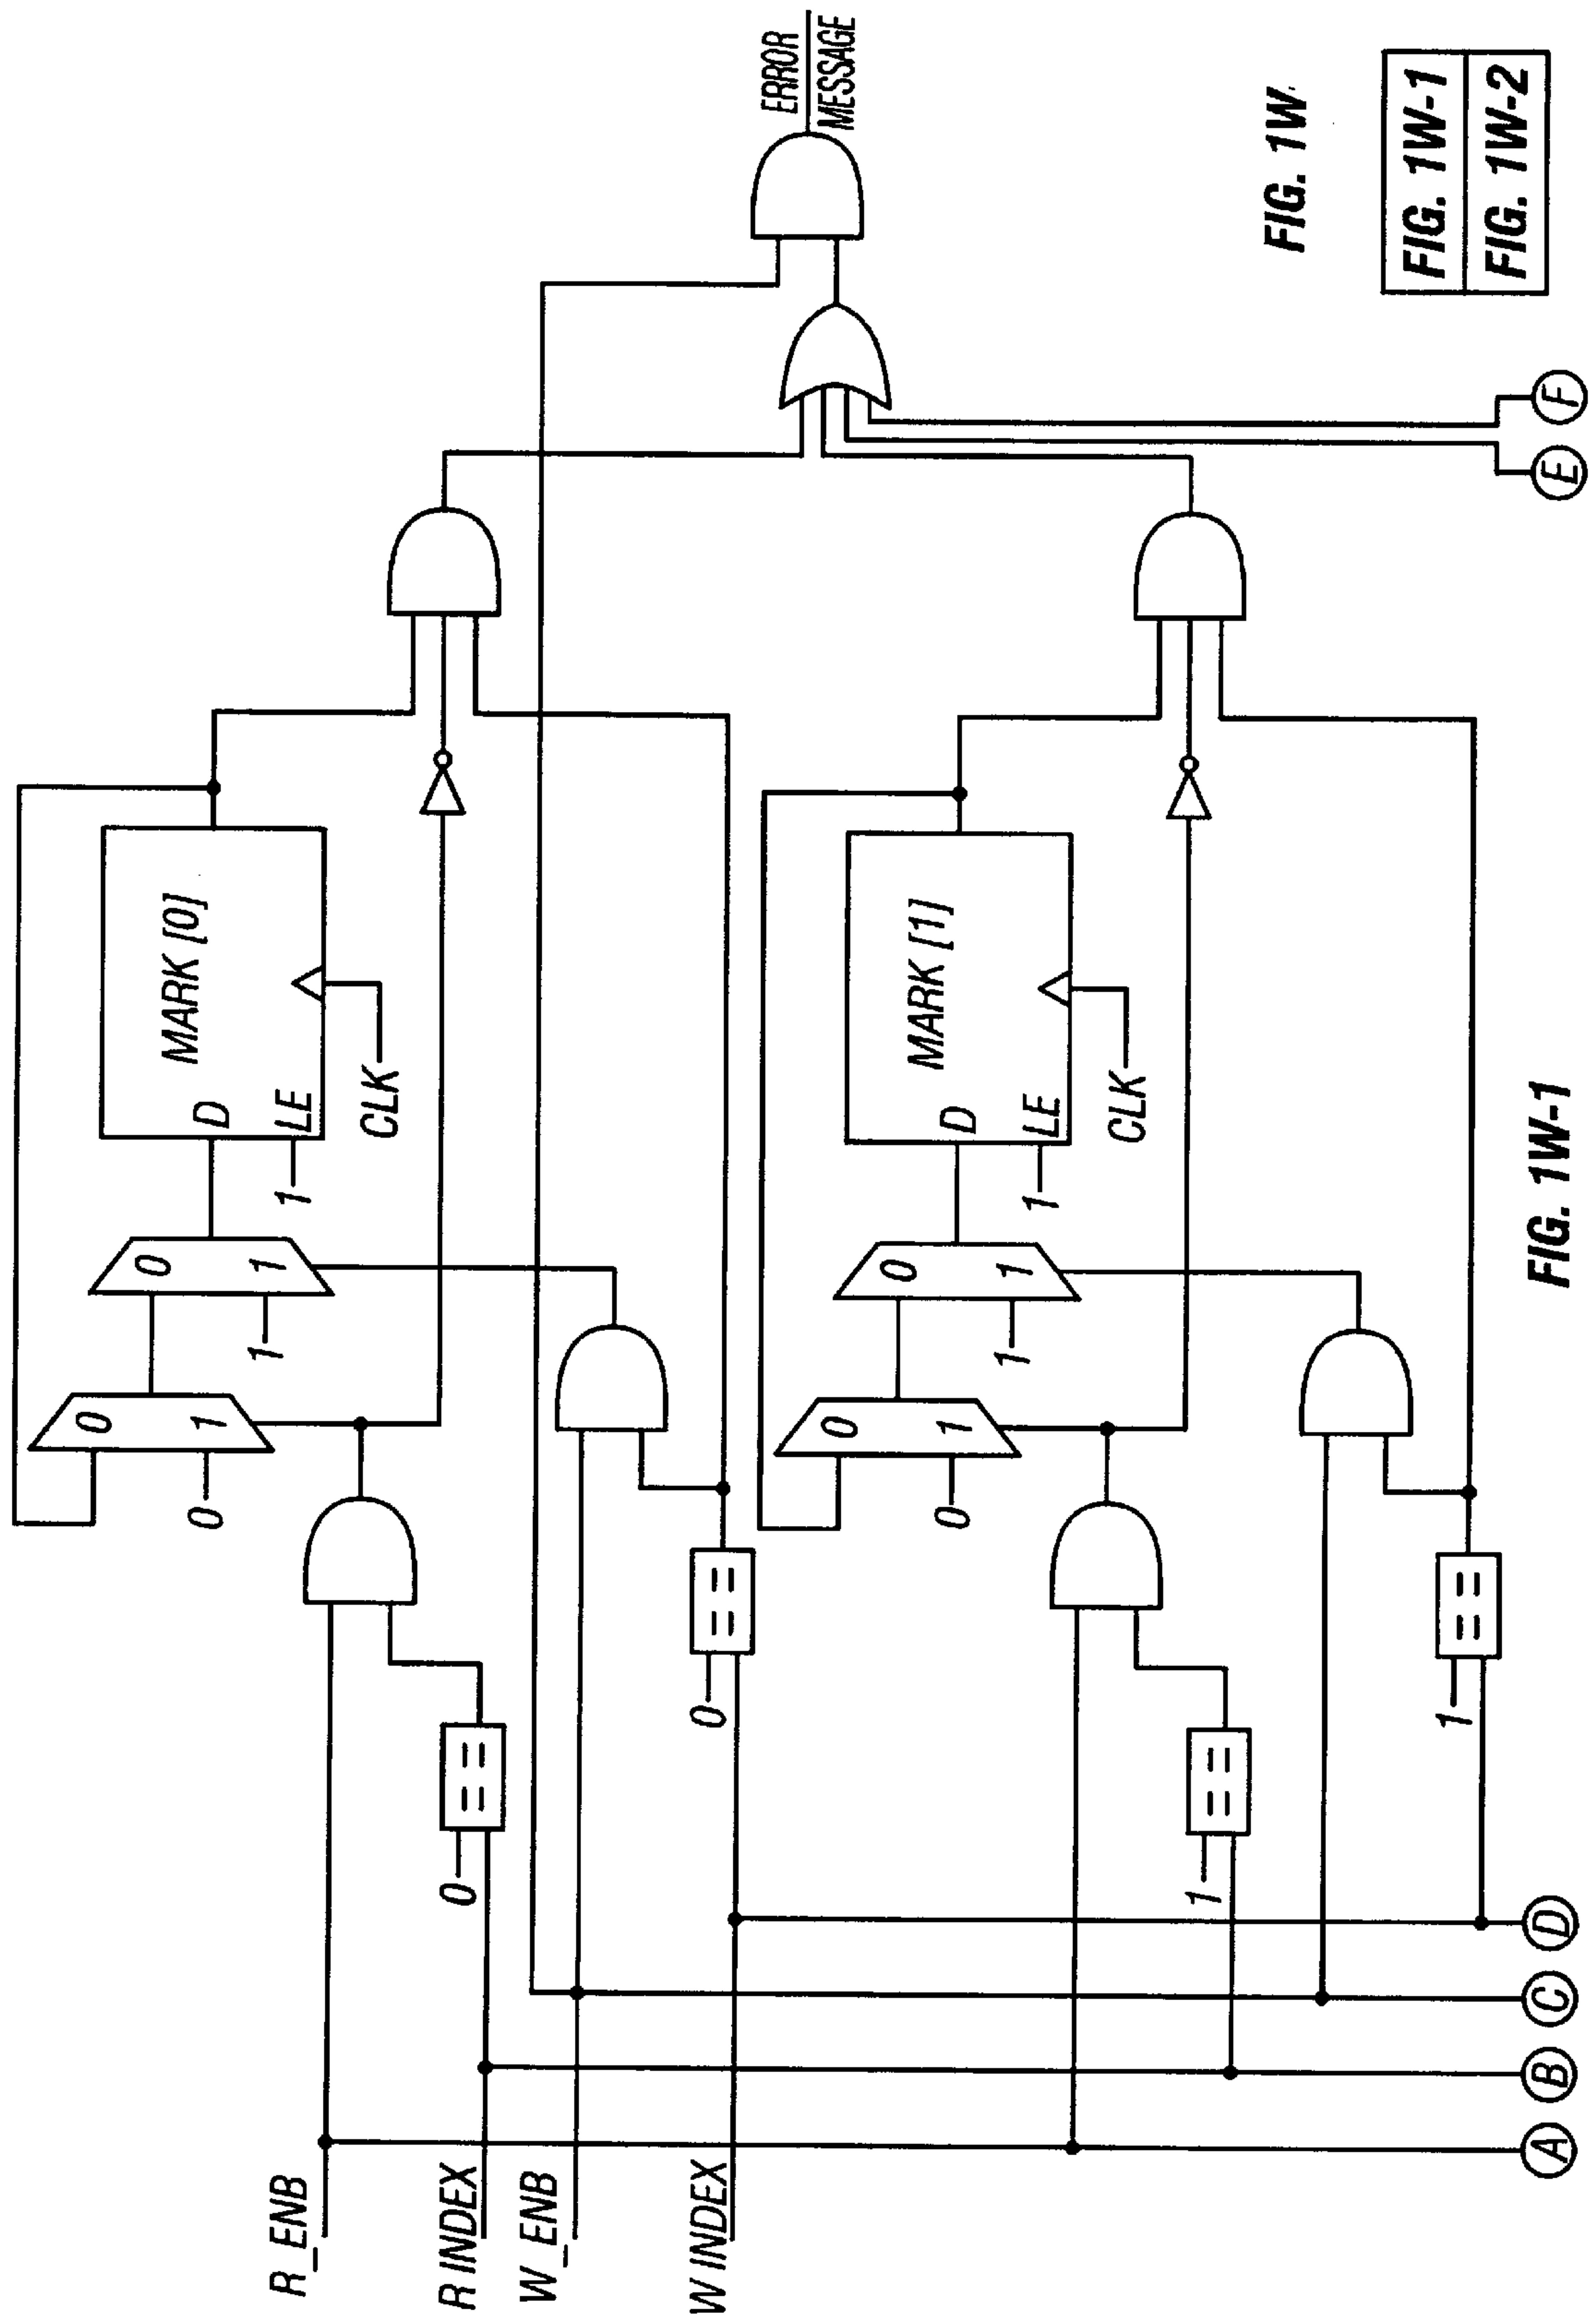 R_ENB
R INDEX
W_ENB
W INDEX
0
0
1
0
0
1
1
D
LE
MARK [0]
CLK
0
1
1
0
0
1
1
0
1
1
D
LE
MARK [1]
CLK
ERROR
MESSAGE
A
B
C
D
E
F
FIG. 1W-1
FIG. 1W
FIG. 1W-1
FIG. 1W-2